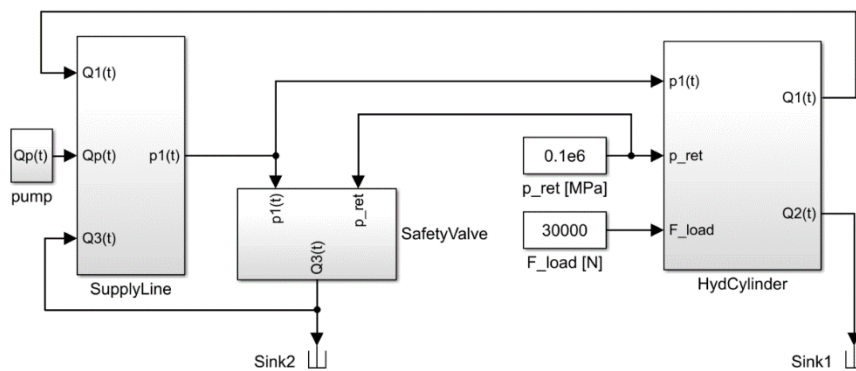 Q1(t)
Qp(t)
Q3(t)
p1(t)
SupplyLine
Qp(t)
pump
p1(t)
p_ret
Q3(t)
SafetyValve
Sink2
0.1e6
p_ret [MPa]
30000
F_load [N]
p1(t)
p_ret
F_load
Q1(t)
Q2(t)
HydCylinder
Sink1